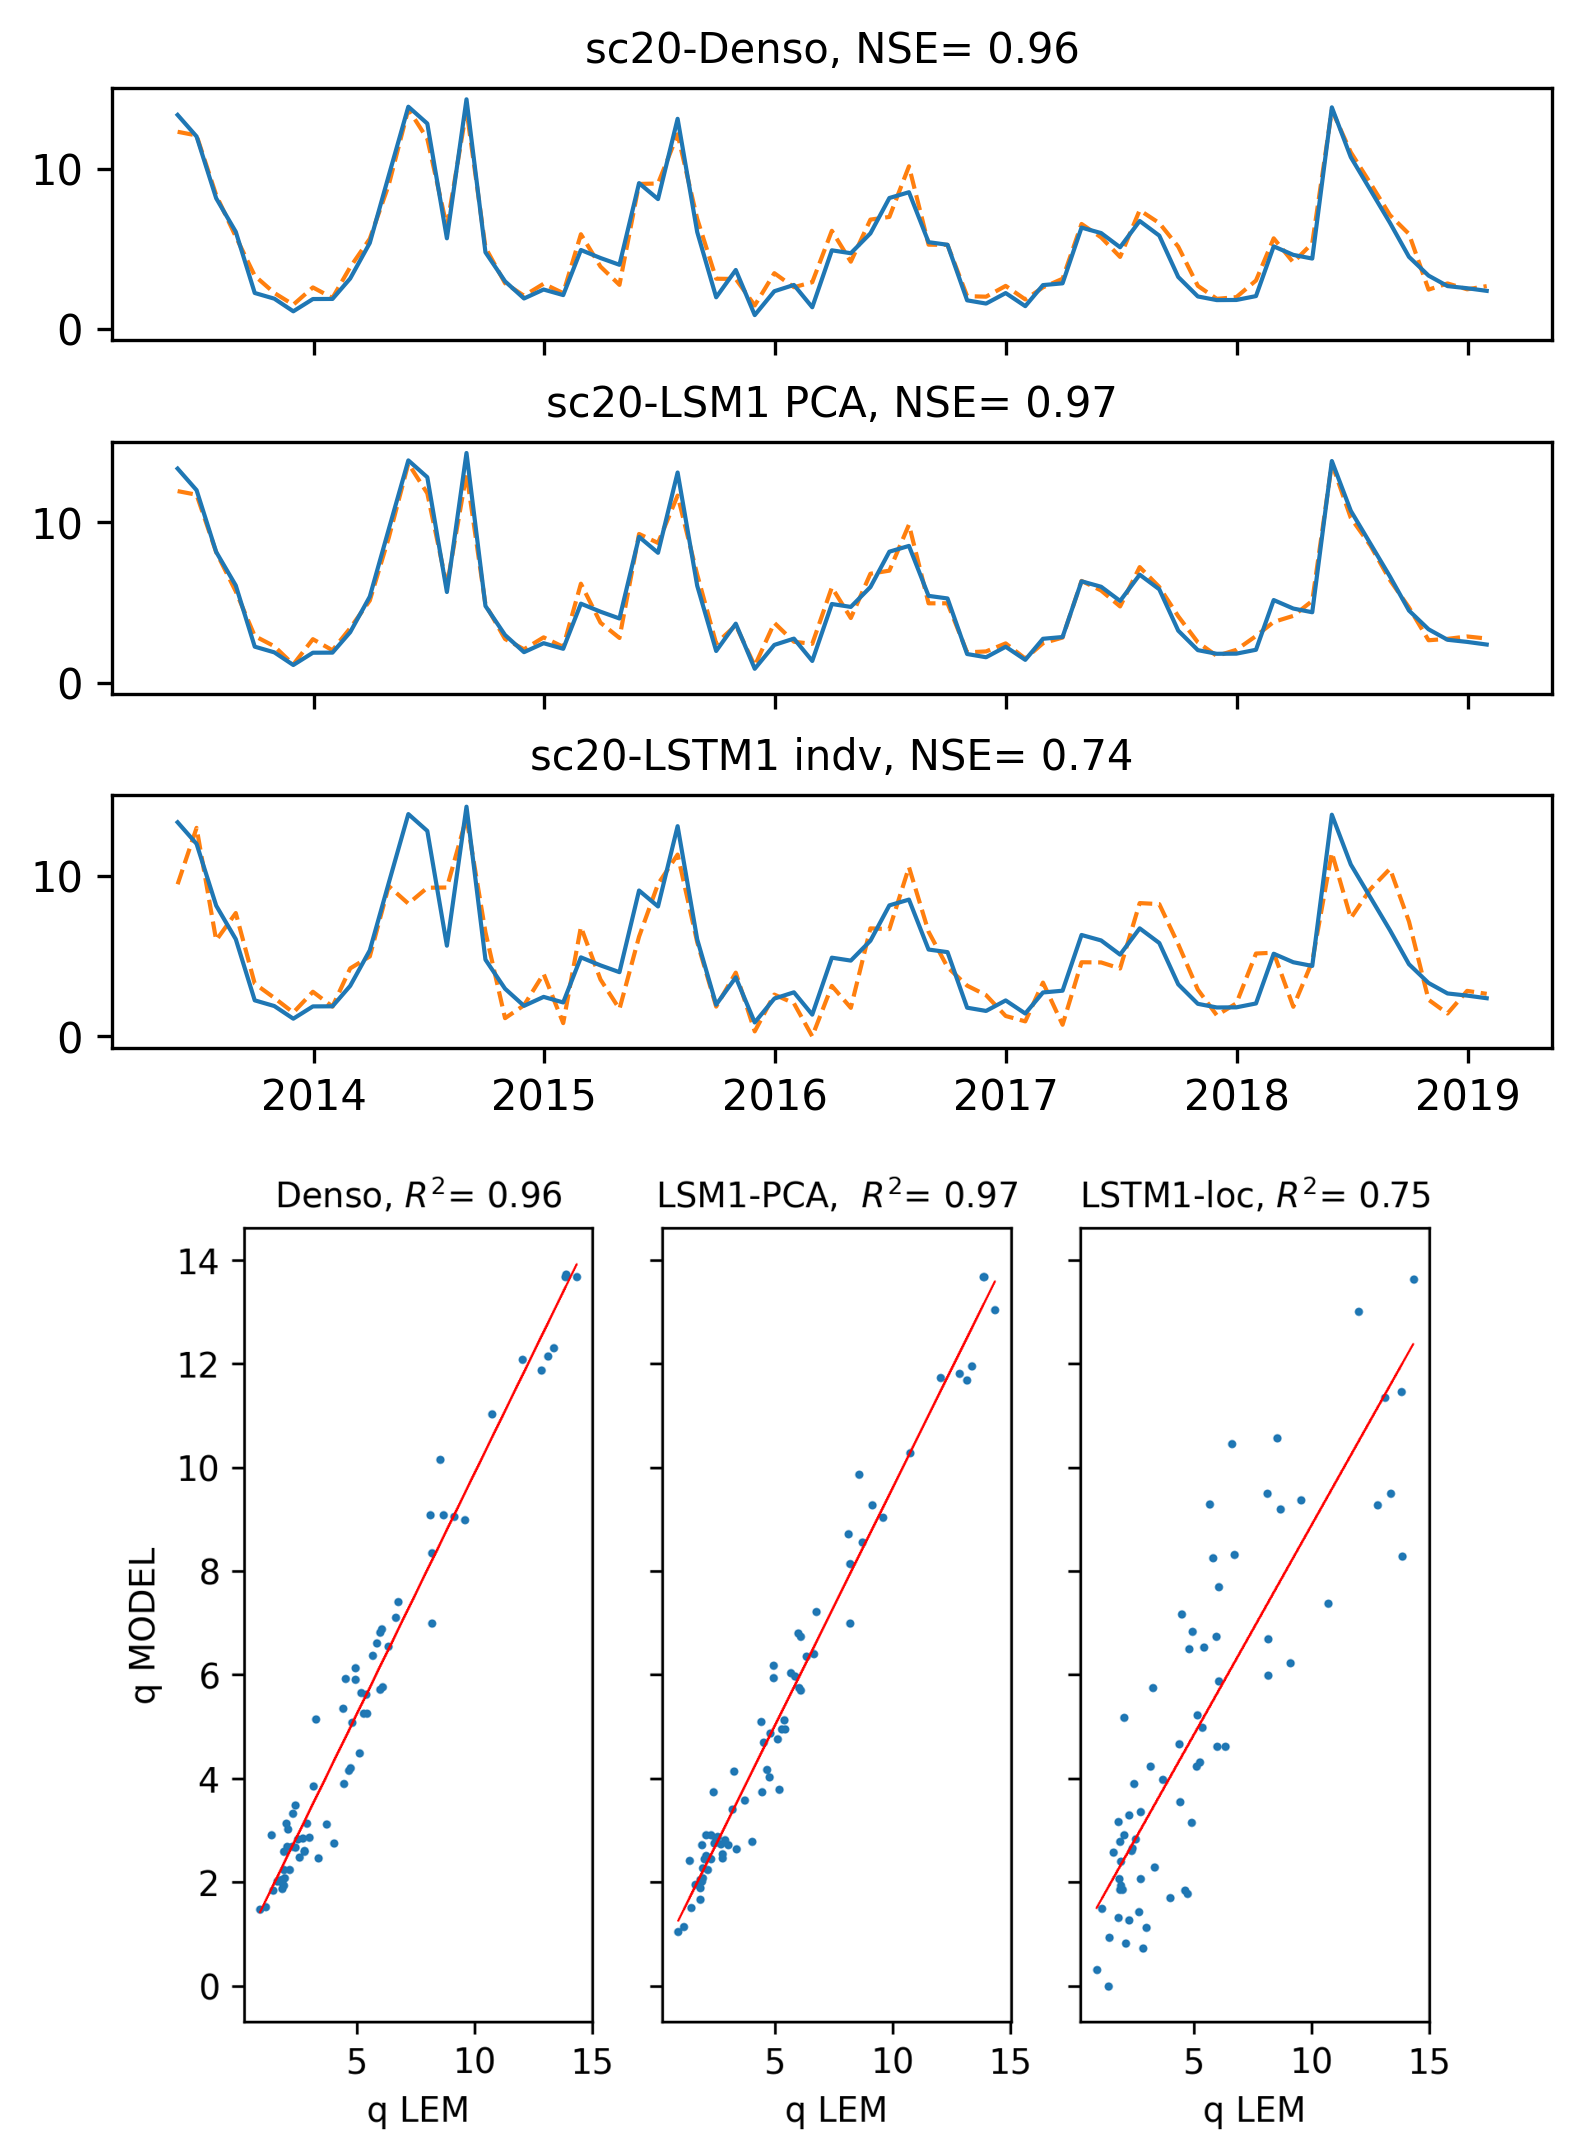 sc20-Denso, NSE= 0.96
10
0
sc20-LSM1 PCA, NSE= 0.97
10
0
sc20-LSTM1 indv, NSE= 0.74
10
0
2014 2015 2016 2017 2018 2019
Denso, R²= 0.96 LSM1-PCA, R²= 0.97 LSTM1-loc, R²= 0.75
14
12
10
8
6
4
2
0
q MODEL
5 10 15 5 10 15 5 10 15
q LEM q LEM q LEM